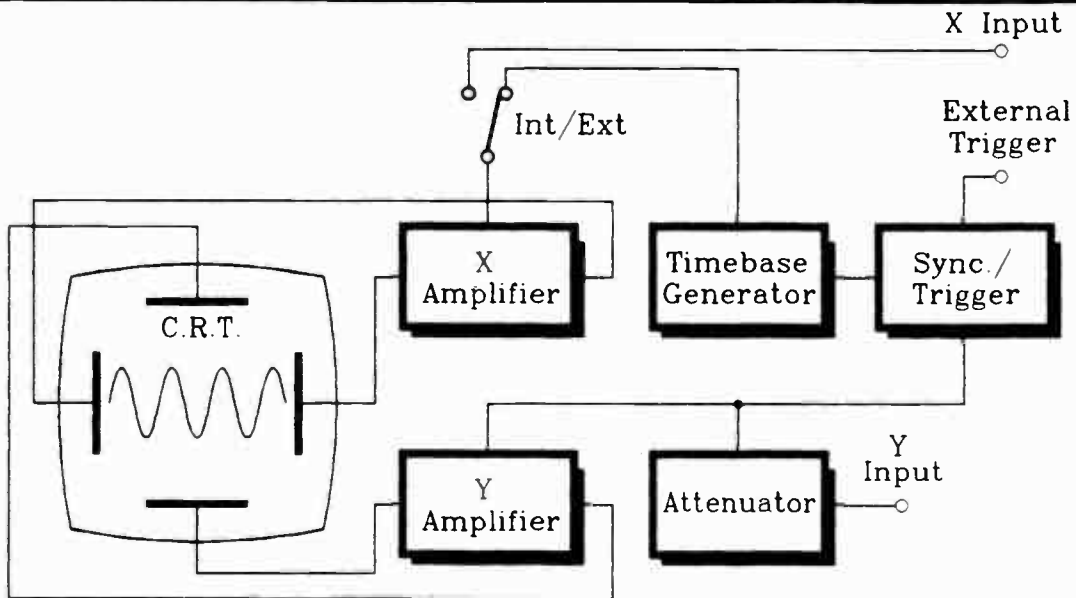 X Input
Int/Ext
External
Trigger
X
Amplifier
Timebase
Generator
Sync./
Trigger
C.R.T.
Y
Amplifier
Attenuator
Y
Input